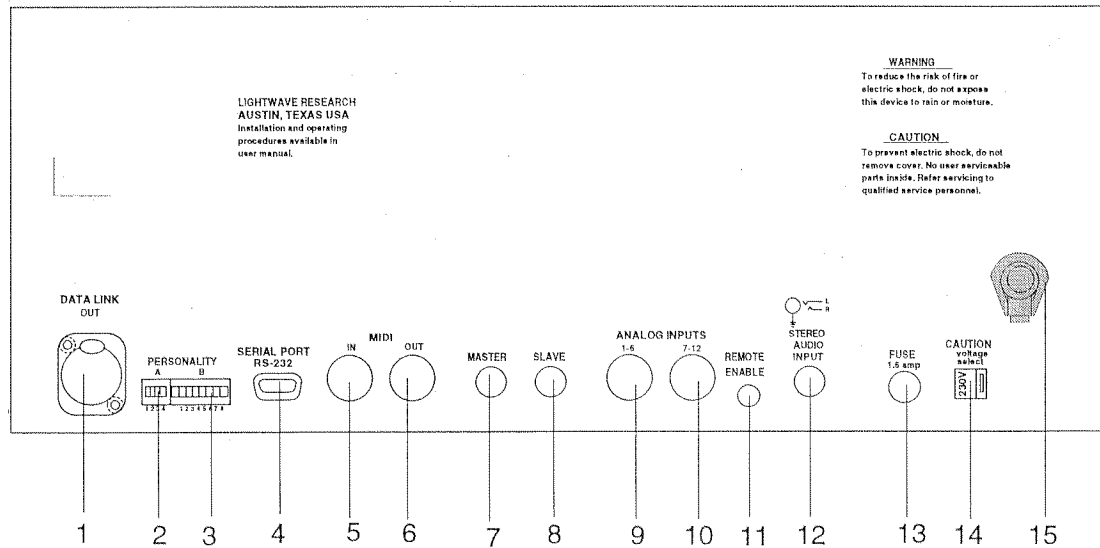 WARNING
To reduce the risk of fire or
electric shock, do not expose
this device to rain or moisture.
LIGHTWAVE RESEARCH
AUSTIN, TEXAS USA
Installation and operating
procedures available in
user manual.
CAUTION
To prevent electric shock, do not
remove cover. No user serviceable
parts inside. Refer servicing to
qualified service personnel.
DATA LINK
OUT
PERSONALITY
A B
1 2 3 4 1 2 3 4 5 6 7 8
SERIAL PORT
RS-232
MIDI
IN OUT
MASTER
SLAVE
ANALOG INPUTS
1-6 7-12
REMOTE
ENABLE
L
R
STEREO
AUDIO
INPUT
FUSE
1.6 amp
CAUTION
voltage
select
230V
1 2 3 4 5 6 7 8 9 10 11 12 13 14 15